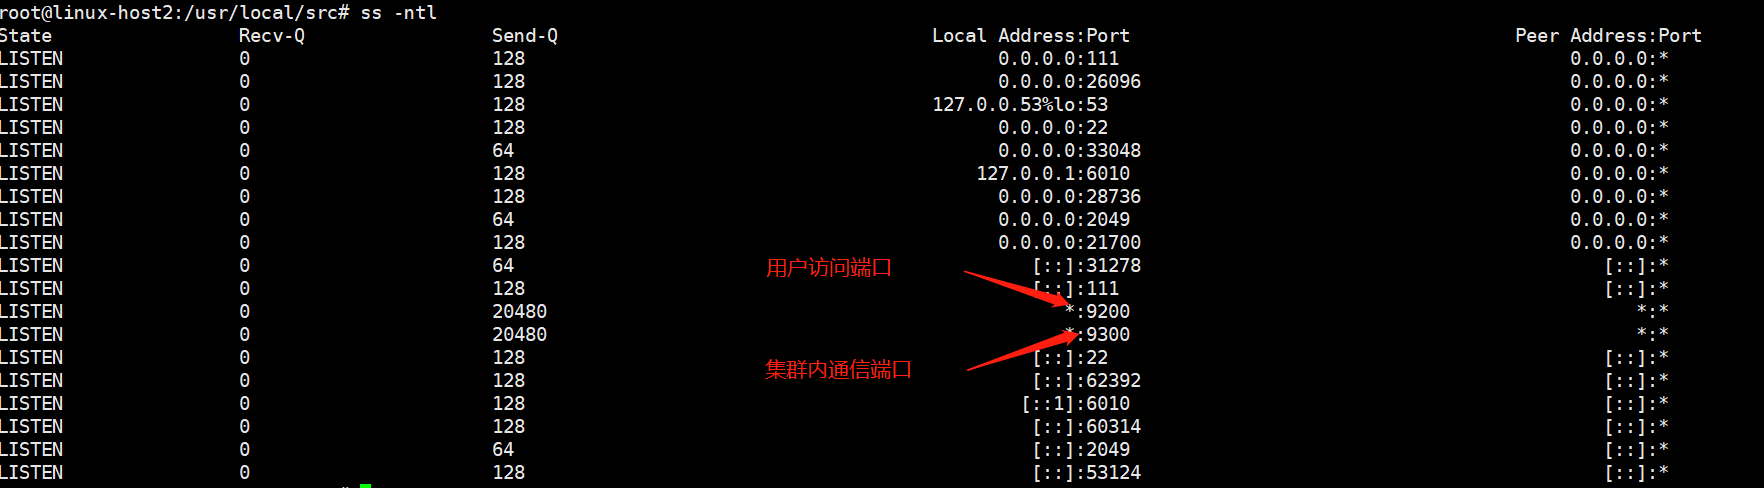 root@linux-host2:/usr/local/src# ss -ntl
State Recv-Q Send-Q Local Address:Port Peer Address:Port
LISTEN 0 128 0.0.0.0:111 0.0.0.0:*
LISTEN 0 128 0.0.0.0:26096 0.0.0.0:*
LISTEN 0 128 127.0.0.53%lo:53 0.0.0.0:*
LISTEN 0 128 0.0.0.0:22 0.0.0.0:*
LISTEN 0 64 0.0.0.0:33048 0.0.0.0:*
LISTEN 0 128 127.0.0.1:6010 0.0.0.0:*
LISTEN 0 128 0.0.0.0:28736 0.0.0.0:*
LISTEN 0 64 0.0.0.0:2049 0.0.0.0:*
LISTEN 0 128 0.0.0.0:21700 0.0.0.0:*
LISTEN 0 64 用户访问端口 [::]:31278 [::]:*
LISTEN 0 128 [::]:111 [::]:*
LISTEN 0 20480 *:9200 *:*
LISTEN 0 20480 *:9300 *:*
LISTEN 0 128 [::]:22 [::]:*
集群内通信端口
LISTEN 0 128 [::]:62392 [::]:*
LISTEN 0 128 [::1]:6010 [::]:*
LISTEN 0 128 [::]:60314 [::]:*
LISTEN 0 64 [::]:2049 [::]:*
LISTEN 0 128 [::]:53124 [::]:*